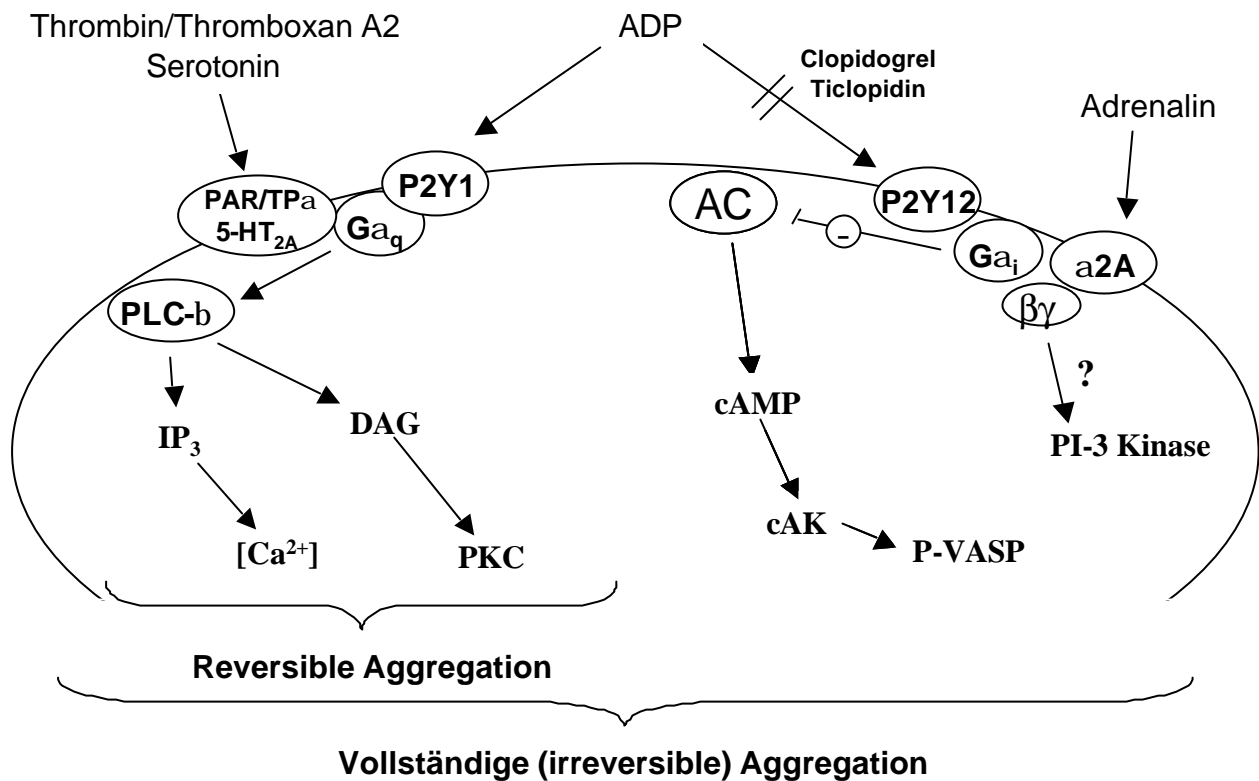 Thrombin/Thromboxan A2
Serotonin
ADP
Clopidogrel
Ticlopidin
Adrenalin
PAR/TPa
5-HT2A
P2Y1
Gaq
AC
P2Y12
–
Gai
a2A
βγ
PLC-b
?
IP3
DAG
cAMP
PI-3 Kinase
[Ca2+]
PKC
cAK
P-VASP
Reversible Aggregation
Vollständige (irreversible) Aggregation